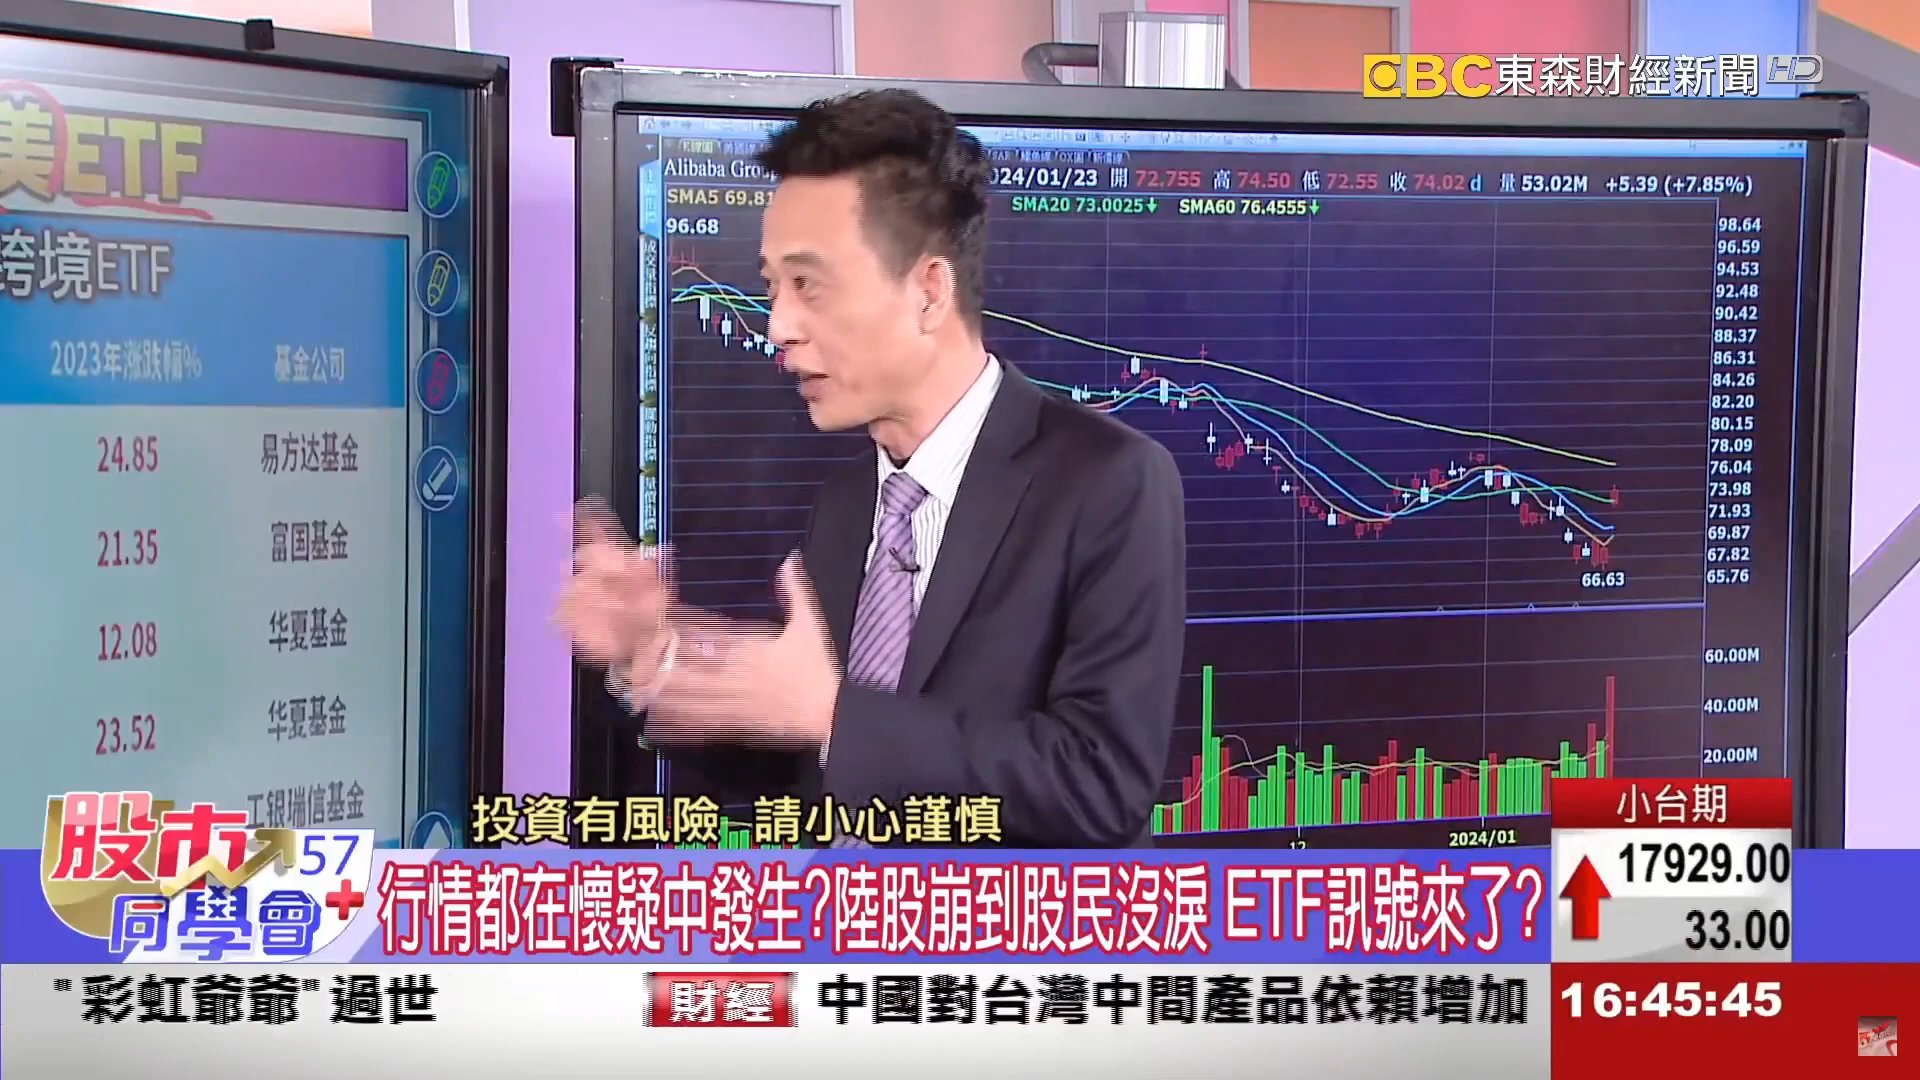 EBC東森財經新聞HD
美ETF
跨境ETF
2023年涨跌幅% 基金公司
24.85 易方达基金
21.35 富国基金
12.08 华夏基金
23.52 华夏基金
工银瑞信基金
Alibaba Grou
024/01/23 開 72.755 高 74.50 低 72.55 收 74.02 d 量 53.02M +5.39 (+7.85%)
SMA5 69.81
SMA20 73.0025↓ SMA60 76.4555↓
96.68
98.64
96.59
94.53
92.48
90.42
88.37
86.31
84.26
82.20
80.15
78.09
76.04
73.98
71.93
69.87
67.82
65.76
66.63
60.00M
40.00M
20.00M
12
2024/01
投資有風險 請小心謹慎
股市同學會
57
行情都在懷疑中發生?陸股崩到股民沒淚 ETF訊號來了?
小台期
17929.00
33.00
"彩虹爺爺"過世
財經
中國對台灣中間產品依賴增加
16:45:45